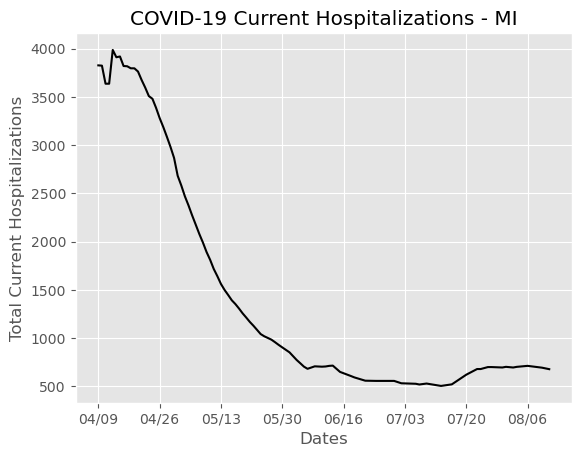 COVID-19 Current Hospitalizations - MI
Total Current Hospitalizations
4000
3500
3000
2500
2000
1500
1000
500
04/09 04/26 05/13 05/30 06/16 07/03 07/20 08/06
Dates